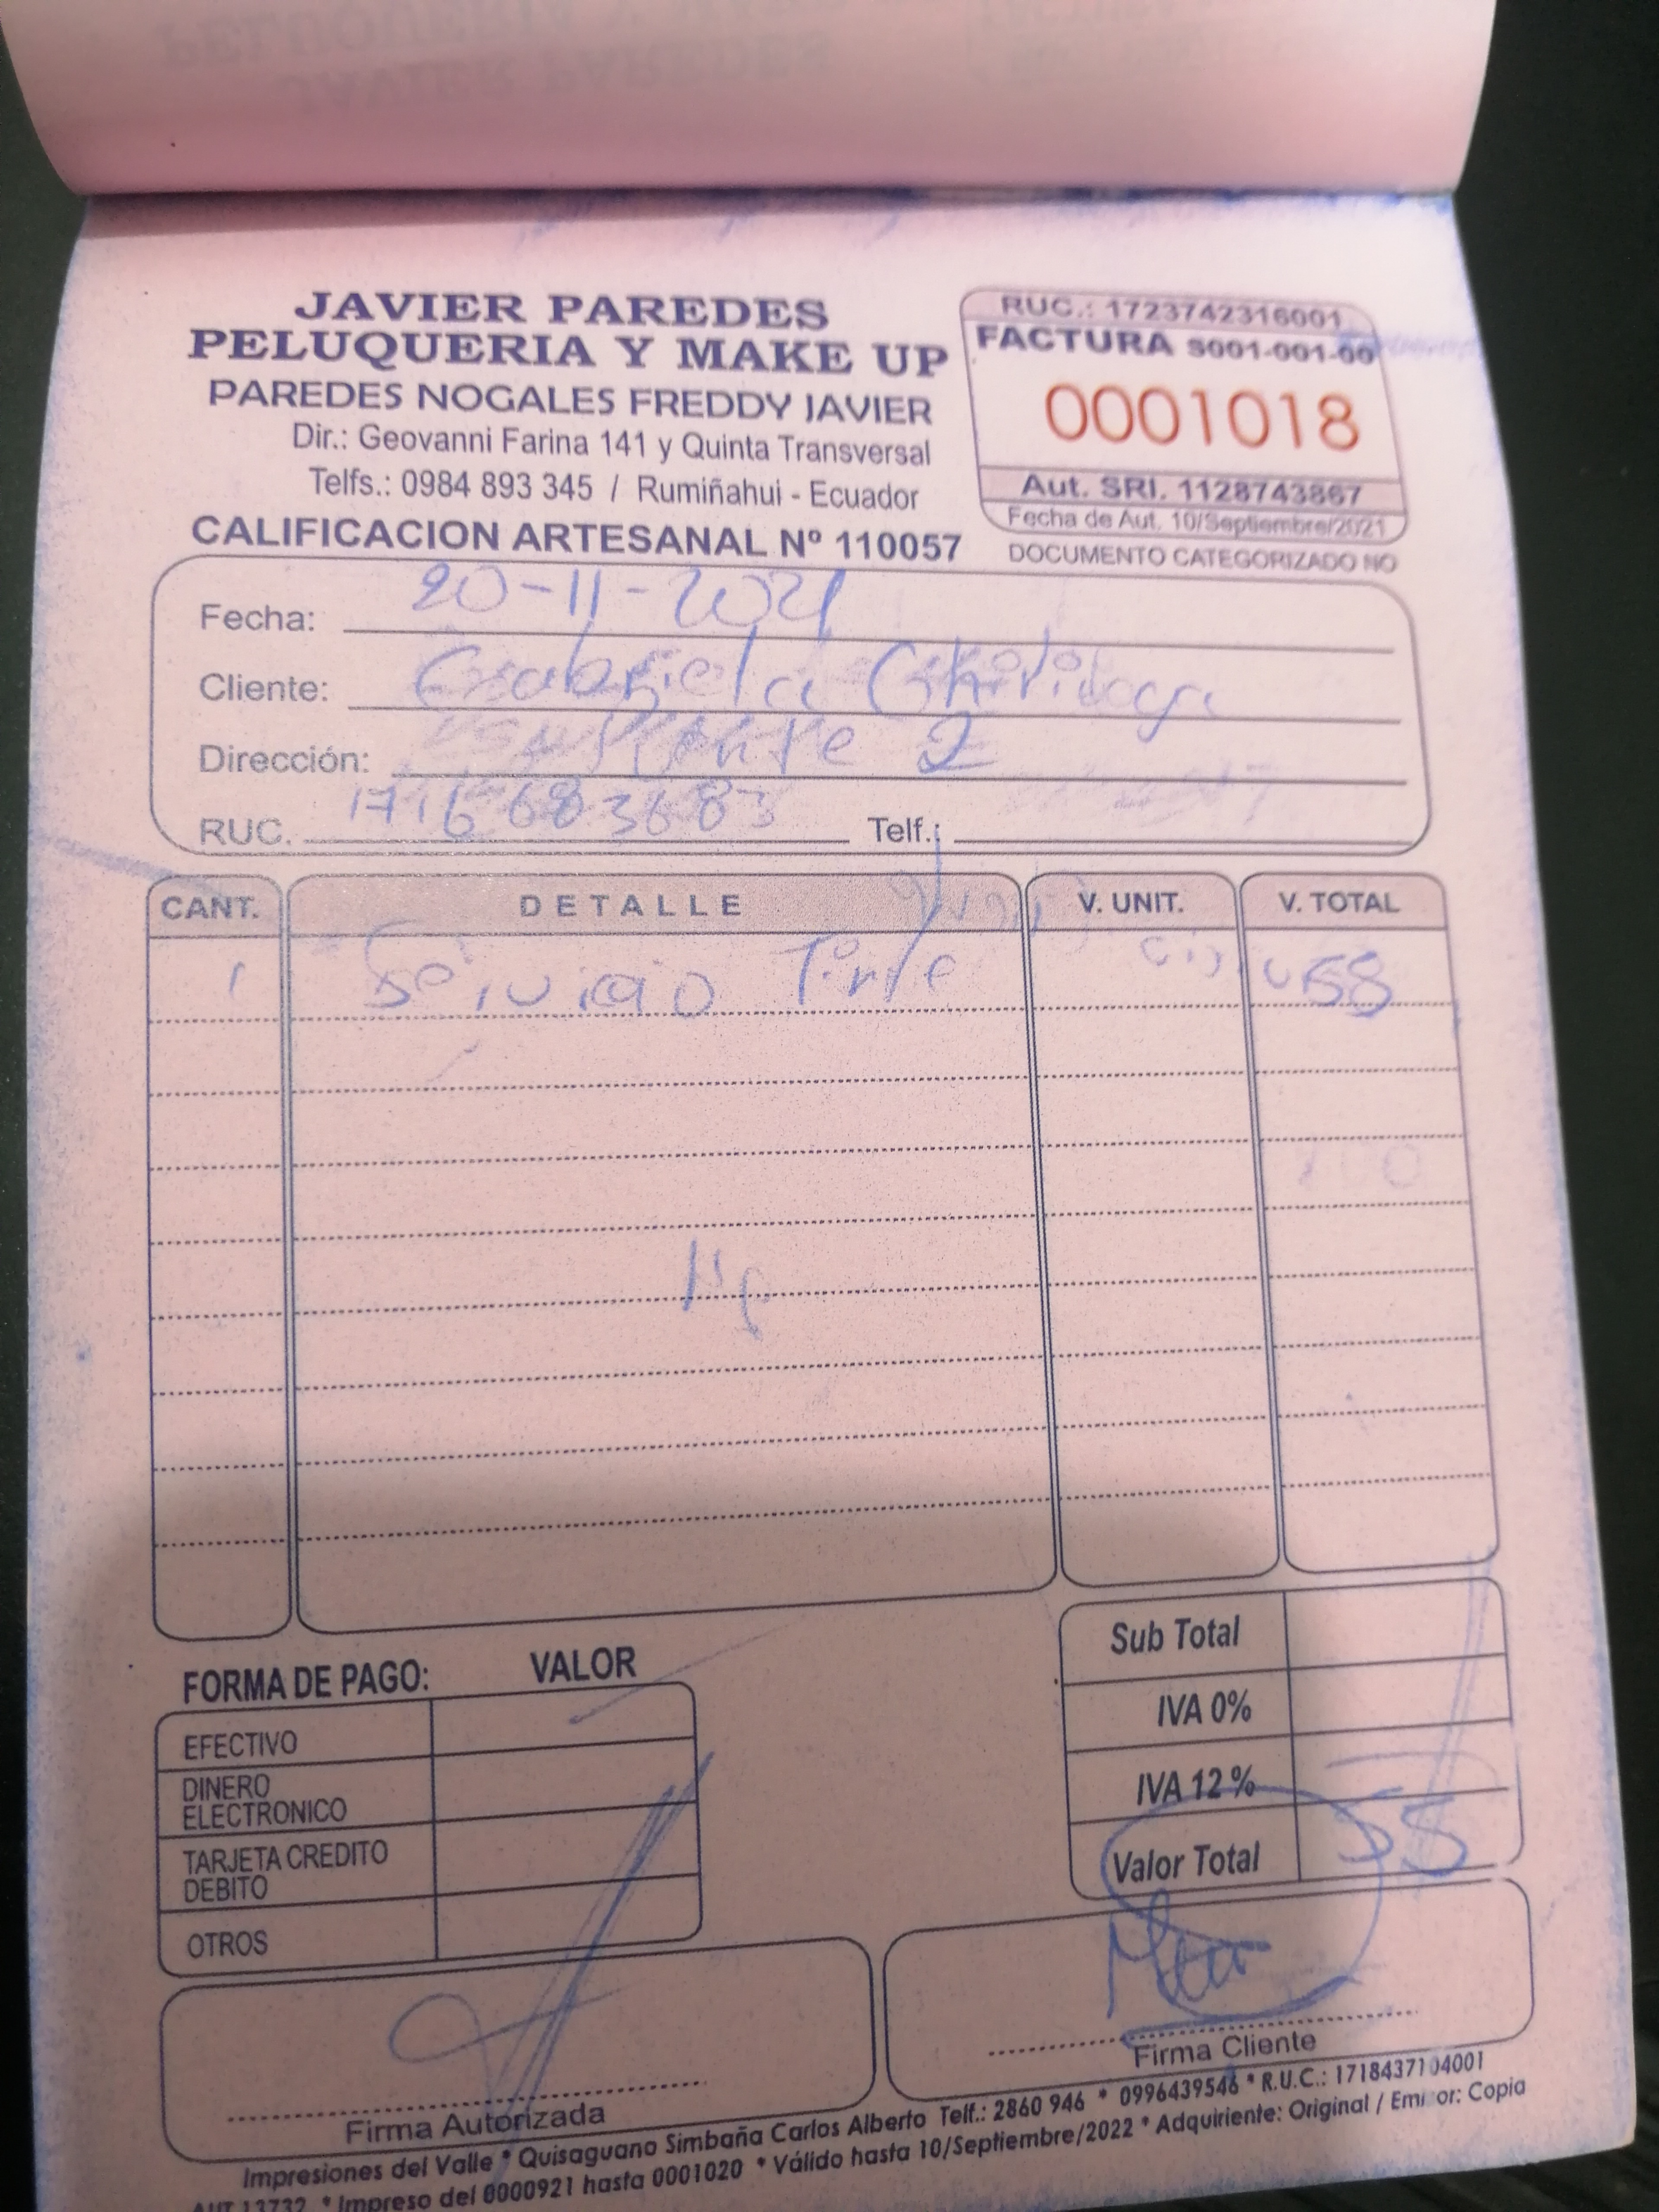 JAVIER PAREDES
PELUQUERIA Y MAKE UP
PAREDES NOGALES FREDDY JAVIER
Dir.: Geovanni Farina 141 y Quinta Transversal
Telfs.: 0984 893 345 / Rumiñahui - Ecuador
CALIFICACION ARTESANAL Nº 110057
RUC.: 1723742316001
FACTURA S001-001-00
0001018
Aut. SRI. 1128743867
Fecha de Aut. 10/Septiembre/2021
DOCUMENTO CATEGORIZADO NO
Fecha: 20-11-2021
Cliente: Gabriela
Dirección: Puente 2
RUC. 1716683683 Telf.:
CANT. DETALLE V. UNIT. V. TOTAL
1 Servicio Tinte 58
FORMA DE PAGO: VALOR
EFECTIVO
DINERO ELECTRONICO
TARJETA CREDITO DEBITO
OTROS
Sub Total
IVA 0%
IVA 12%
Valor Total
Firma Autorizada
Firma Cliente
Impresiones del Valle * Quisaguano Simbaña Carlos Alberto Telf.: 2860 946 * 0996439546 * R.U.C.: 1718437104001
AUT 13732 * Impreso del 0000921 hasta 0001020 * Válido hasta 10/Septiembre/2022 * Adquiriente: Original / Emisor: Copia